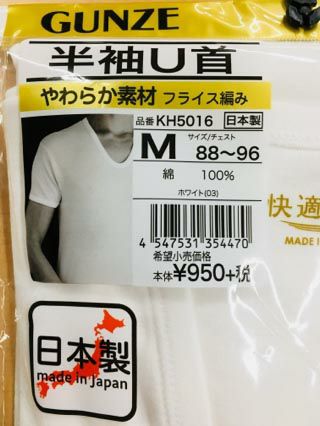 GUNZE
半袖U首
やわらか素材 フライス編み
品番 KH5016 日本製
M サイズ/チェスト 88～96
綿 100%
ホワイト(03)
4 547531 354470
希望小売価格
本体 ¥950+税
快適
MADE I
日本製
made in Japan